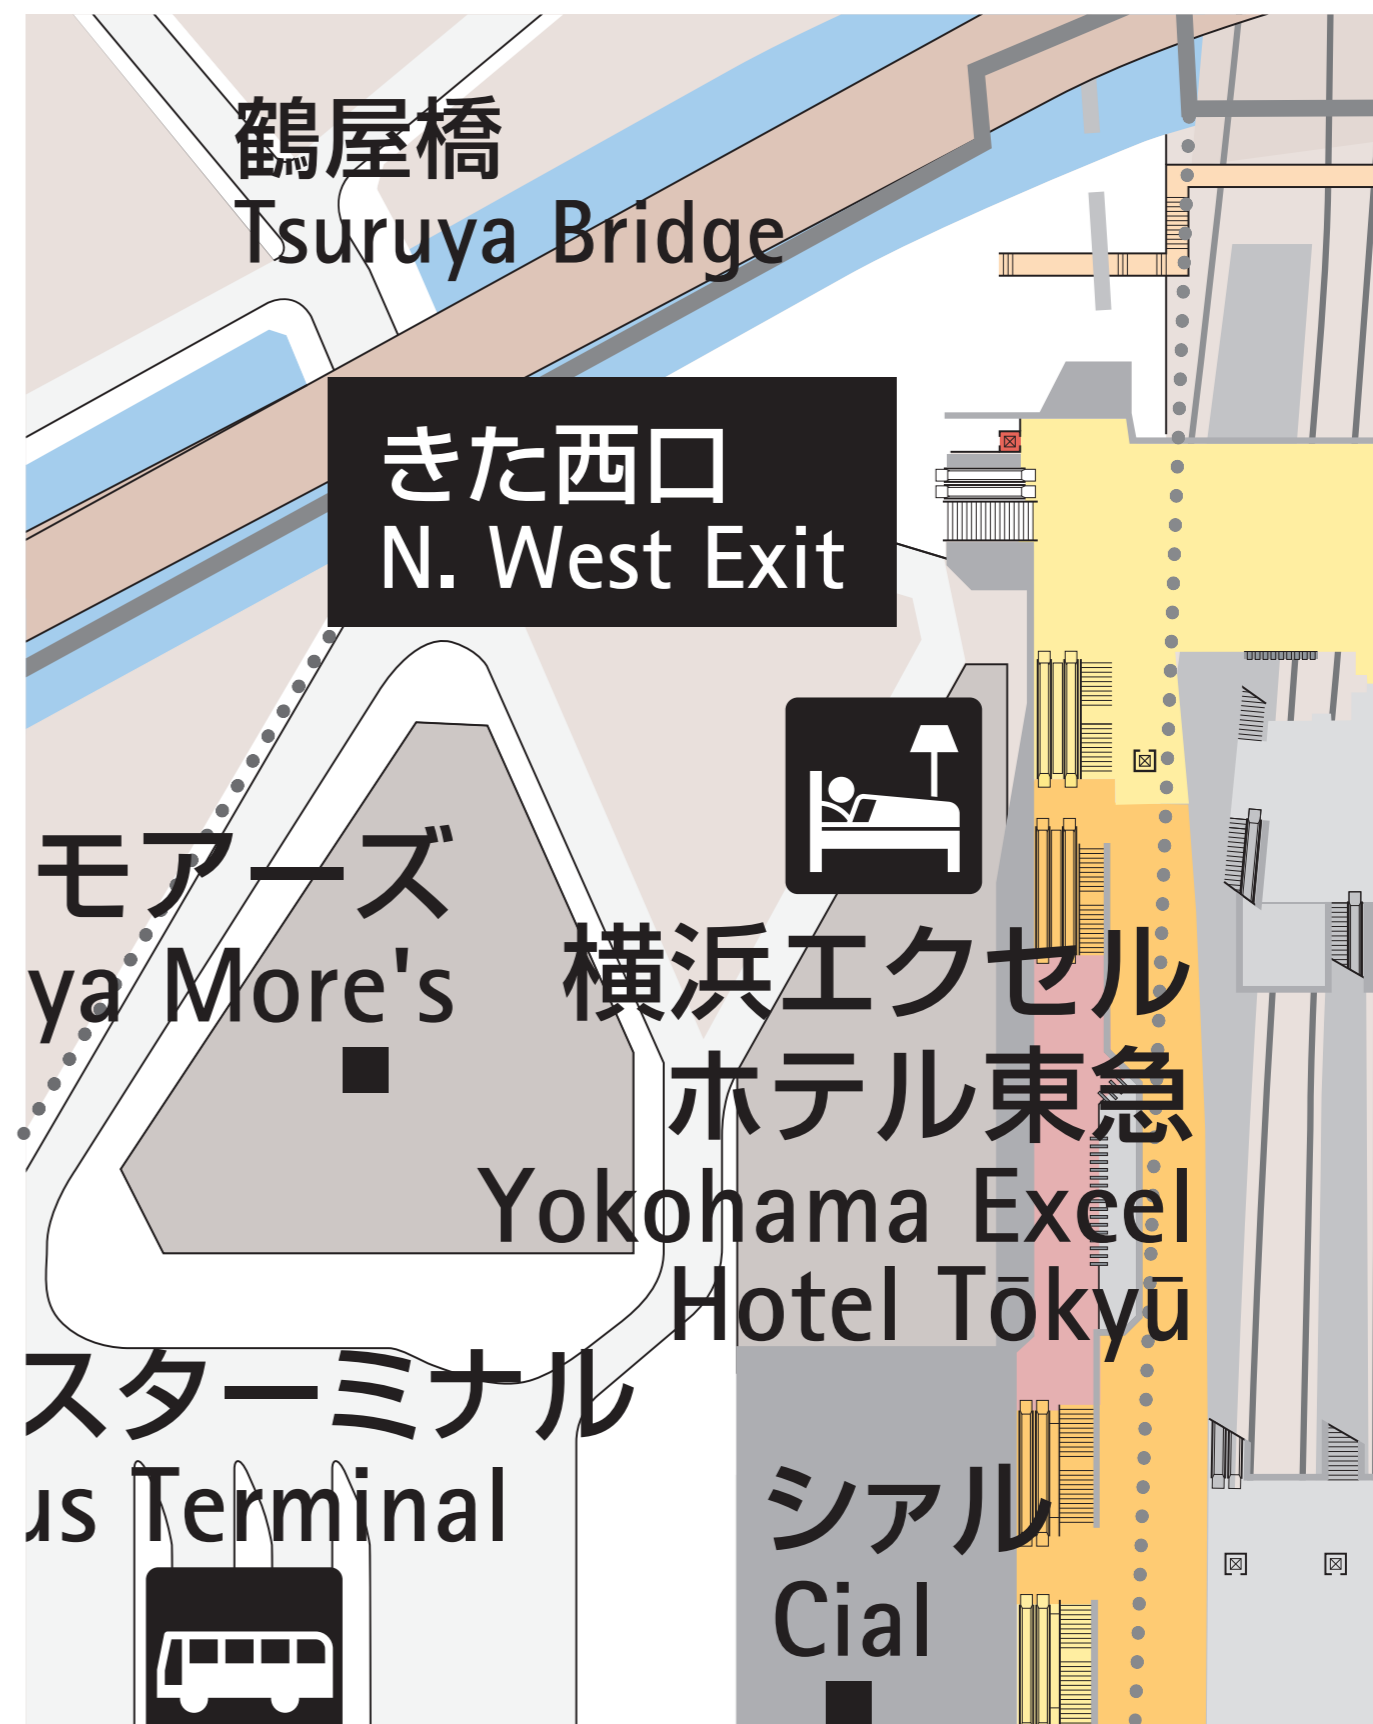 鶴屋橋
Tsuruya Bridge
きた西口
N. West Exit
モアーズ
ya More's
横浜エクセル
ホテル東急
Yokohama Excel
Hotel Tōkyū
スターミナル
us Terminal
シァル
Cial